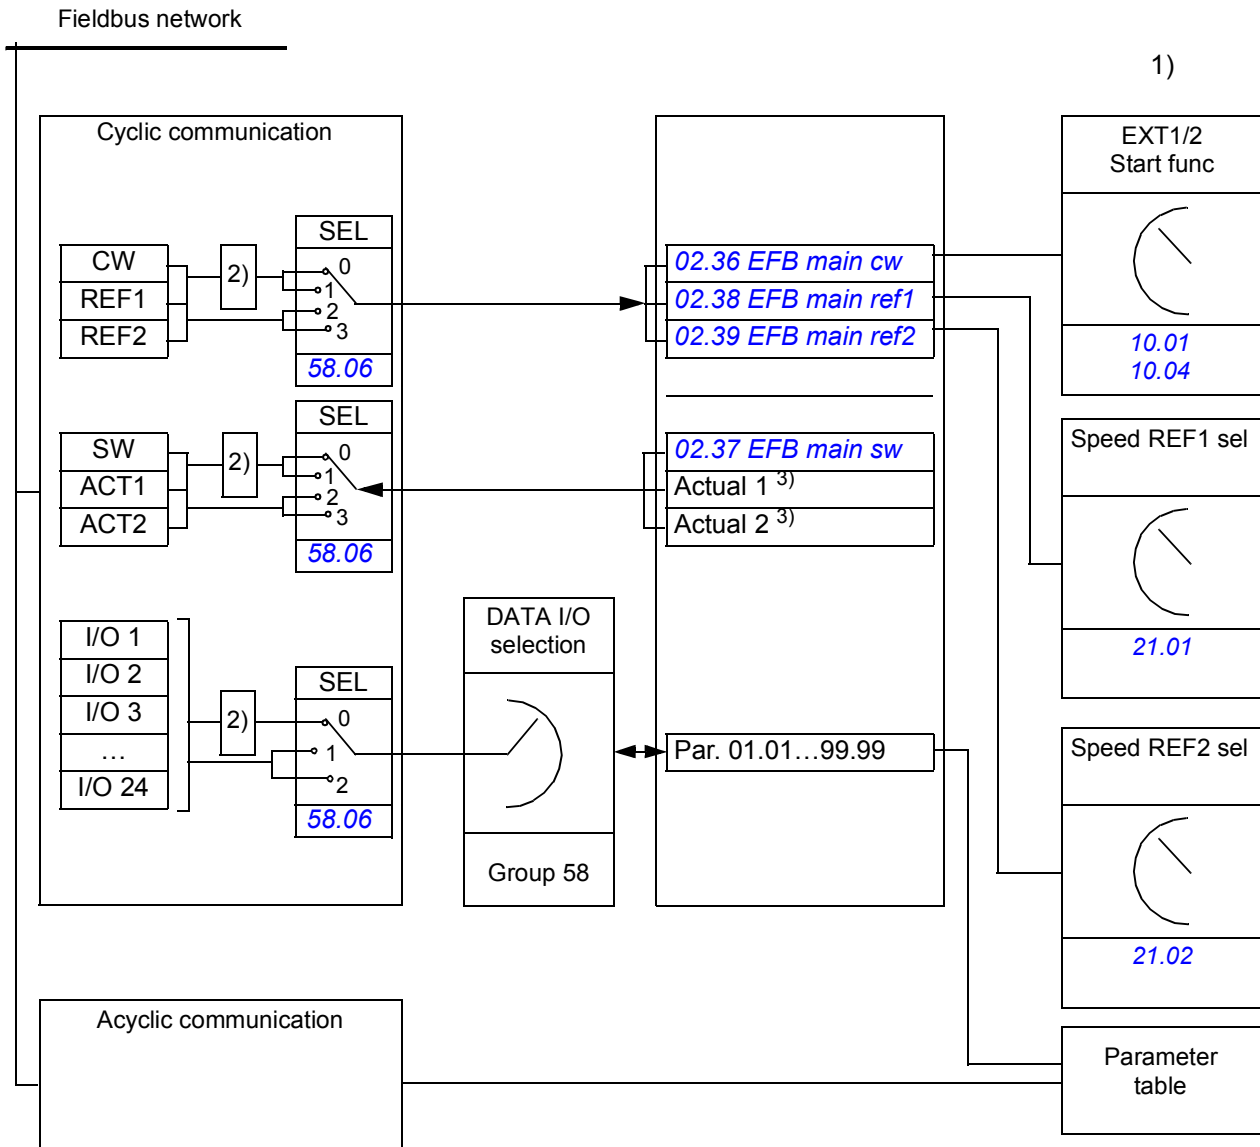 Fieldbus network
1)
Cyclic communication
CW
REF1
REF2
2)
SEL
0
1
2
3
58.06
02.36 EFB main cw
02.38 EFB main ref1
02.39 EFB main ref2
EXT1/2
Start func
10.01
10.04
SW
ACT1
ACT2
2)
SEL
0
1
2
3
58.06
02.37 EFB main sw
Actual 1 3)
Actual 2 3)
Speed REF1 sel
21.01
I/O 1
I/O 2
I/O 3
…
I/O 24
2)
SEL
0
1
2
58.06
DATA I/O
selection
Group 58
Par. 01.01…99.99
Speed REF2 sel
21.02
Acyclic communication
Parameter
table